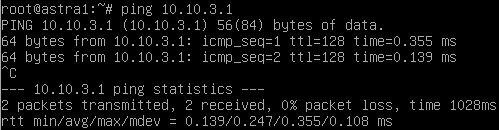 root@astra1:~# ping 10.10.3.1
PING 10.10.3.1 (10.10.3.1) 56(84) bytes of data.
64 bytes from 10.10.3.1: icmp_seq=1 ttl=128 time=0.355 ms
64 bytes from 10.10.3.1: icmp_seq=2 ttl=128 time=0.139 ms
^C
--- 10.10.3.1 ping statistics ---
2 packets transmitted, 2 received, 0% packet loss, time 1028ms
rtt min/avg/max/mdev = 0.139/0.247/0.355/0.108 ms